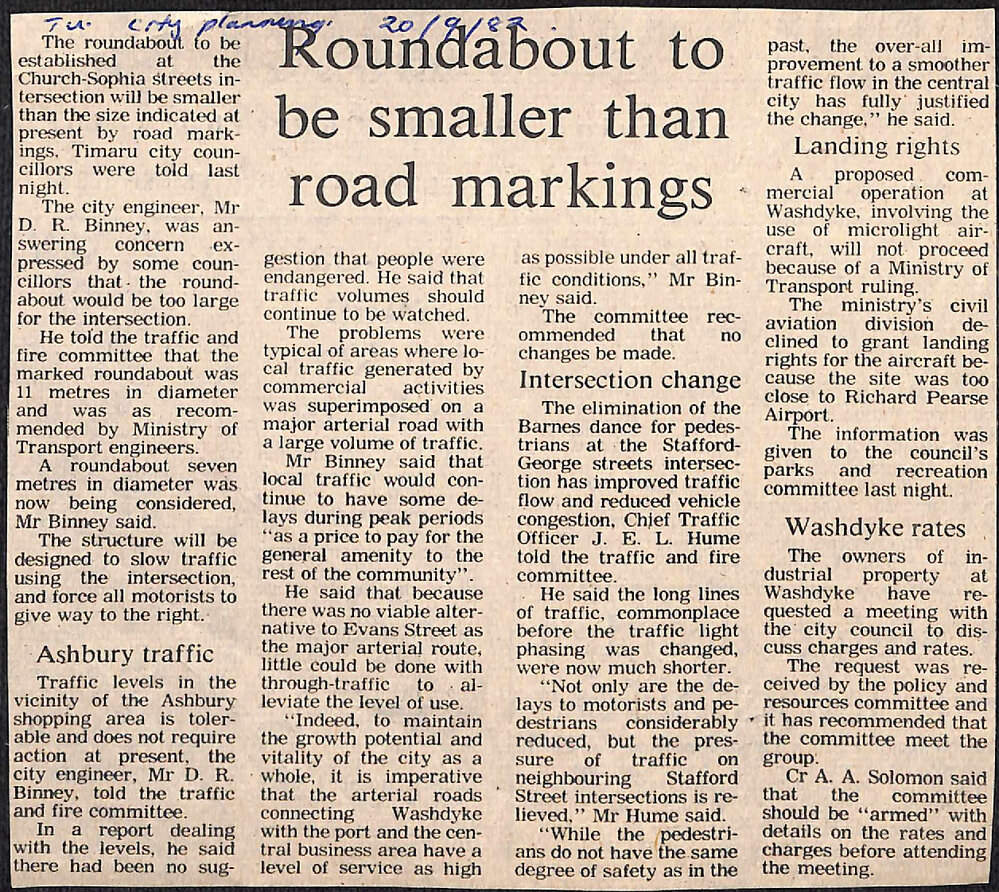 Tu. City planning. 20/9/83
Roundabout to
be smaller than
road markings
The roundabout to be
established at the
Church-Sophia streets in-
tersection will be smaller
than the size indicated at
present by road mark-
ings, Timaru city coun-
cillors were told last
night.
The city engineer, Mr
D. R. Binney, was an-
swering concern ex-
pressed by some coun-
cillors that the round-
about would be too large
for the intersection.
He told the traffic and
fire committee that the
marked roundabout was
11 metres in diameter
and was as recom-
mended by Ministry of
Transport engineers.
A roundabout seven
metres in diameter was
now being considered,
Mr Binney said.
The structure will be
designed to slow traffic
using the intersection,
and force all motorists to
give way to the right.
Ashbury traffic
Traffic levels in the
vicinity of the Ashbury
shopping area is toler-
able and does not require
action at present, the
city engineer, Mr D. R.
Binney, told the traffic
and fire committee.
In a report dealing
with the levels, he said
there had been no sug-
gestion that people were
endangered. He said that
traffic volumes should
continue to be watched.
The problems were
typical of areas where lo-
cal traffic generated by
commercial activities
was superimposed on a
major arterial road with
a large volume of traffic.
Mr Binney said that
local traffic would con-
tinue to have some de-
lays during peak periods
"as a price to pay for the
general amenity to the
rest of the community".
He said that because
there was no viable alter-
native to Evans Street as
the major arterial route,
little could be done with
through-traffic to al-
leviate the level of use.
"Indeed, to maintain
the growth potential and
vitality of the city as a
whole, it is imperative
that the arterial roads
connecting Washdyke
with the port and the cen-
tral business area have a
level of service as high
as possible under all traf-
fic conditions," Mr Bin-
ney said.
The committee rec-
ommended that no
changes be made.
Intersection change
The elimination of the
Barnes dance for pedes-
trians at the Stafford-
George streets intersec-
tion has improved traffic
flow and reduced vehicle
congestion, Chief Traffic
Officer J. E. L. Hume
told the traffic and fire
committee.
He said the long lines
of traffic, commonplace
before the traffic light
phasing was changed,
were now much shorter.
"Not only are the de-
lays to motorists and pe-
destrians considerably
reduced, but the pres-
sure of traffic on
neighbouring Stafford
Street intersections is re-
lieved," Mr Hume said.
"While the pedestri-
ans do not have the same
degree of safety as in the
past, the over-all im-
provement to a smoother
traffic flow in the central
city has fully justified
the change," he said.
Landing rights
A proposed com-
mercial operation at
Washdyke, involving the
use of microlight air-
craft, will not proceed
because of a Ministry of
Transport ruling.
The ministry's civil
aviation division de-
clined to grant landing
rights for the aircraft be-
cause the site was too
close to Richard Pearse
Airport.
The information was
given to the council's
parks and recreation
committee last night.
Washdyke rates
The owners of in-
dustrial property at
Washdyke have re-
quested a meeting with
the city council to dis-
cuss charges and rates.
The request was re-
ceived by the policy and
resources committee and
it has recommended that
the committee meet the
group.
Cr A. A. Solomon said
that the committee
should be "armed" with
details on the rates and
charges before attending
the meeting.